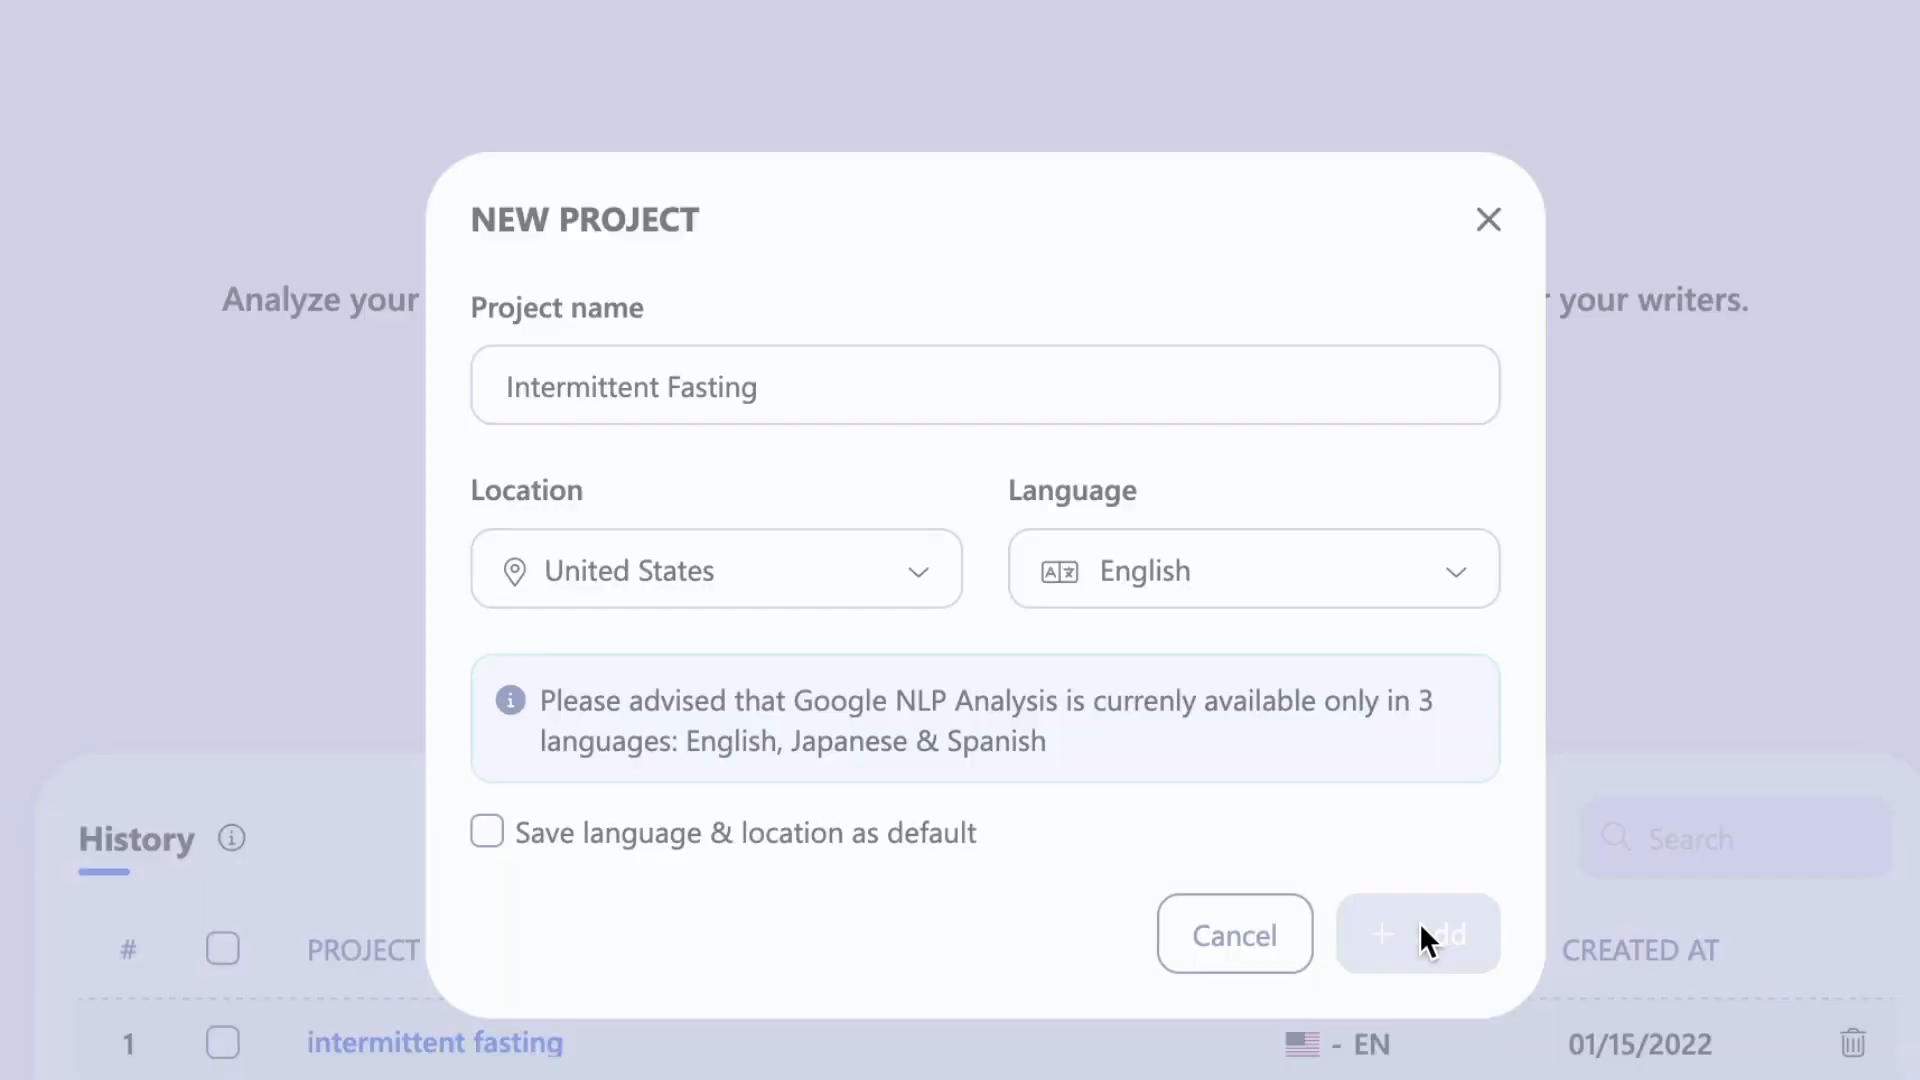 NEW PROJECT
Analyze your
your writers.
Project name
Intermittent Fasting
Location
Language
United States
English
Please advised that Google NLP Analysis is currenly available only in 3
languages: English, Japanese & Spanish
History
Save language & location as default
Search
Cancel
# PROJECT
CREATED AT
1 intermittent fasting - EN 01/15/2022